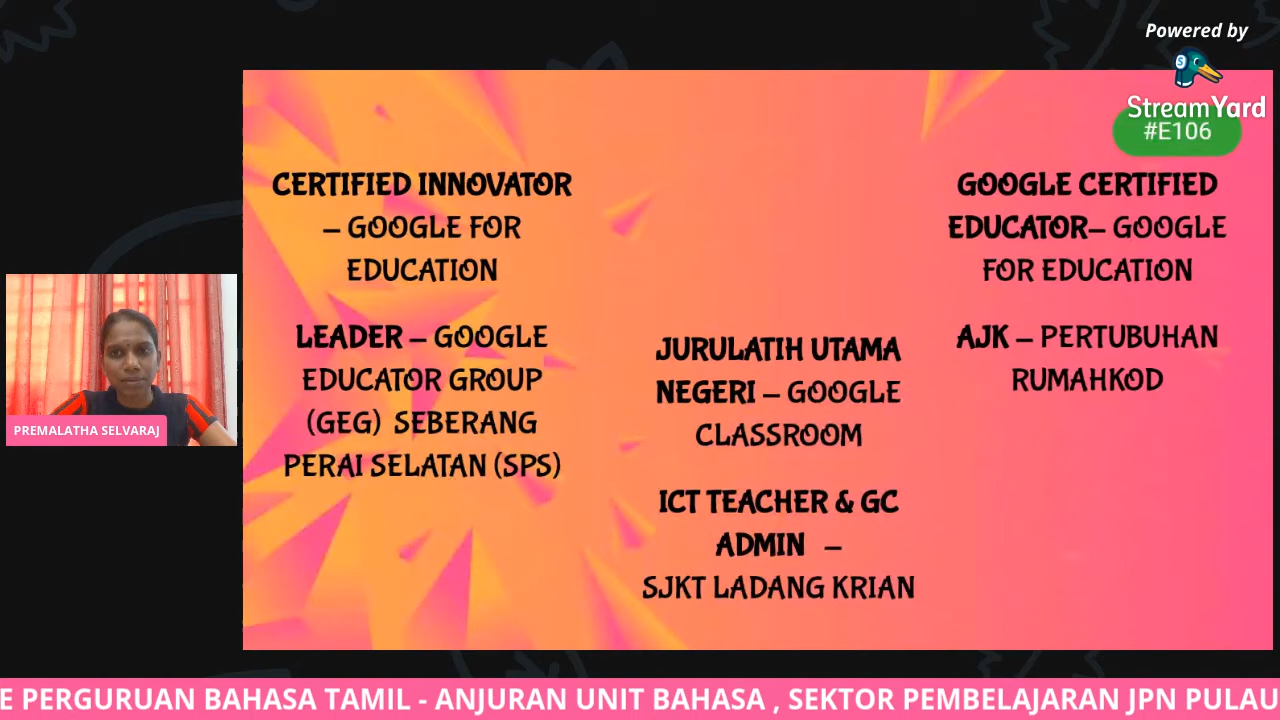 Powered by
StreamYard
#E106
CERTIFIED INNOVATOR
– GOOGLE FOR
EDUCATION
LEADER – GOOGLE
EDUCATOR GROUP
(GEG) SEBERANG
PERAI SELATAN (SPS)
JURULATIH UTAMA
NEGERI – GOOGLE
CLASSROOM
ICT TEACHER & GC
ADMIN –
SJKT LADANG KRIAN
GOOGLE CERTIFIED
EDUCATOR– GOOGLE
FOR EDUCATION
AJK – PERTUBUHAN
RUMAHKOD
PREMALATHA SELVARAJ
E PERGURUAN BAHASA TAMIL - ANJURAN UNIT BAHASA , SEKTOR PEMBELAJARAN JPN PULAU